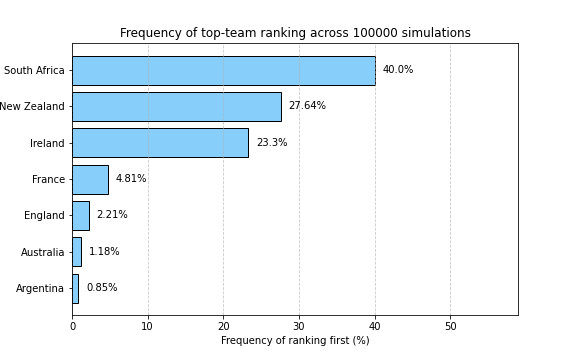 Frequency of top-team ranking across 100000 simulations
South Africa 40.0%
New Zealand 27.64%
Ireland 23.3%
France 4.81%
England 2.21%
Australia 1.18%
Argentina 0.85%
0 10 20 30 40 50
Frequency of ranking first (%)